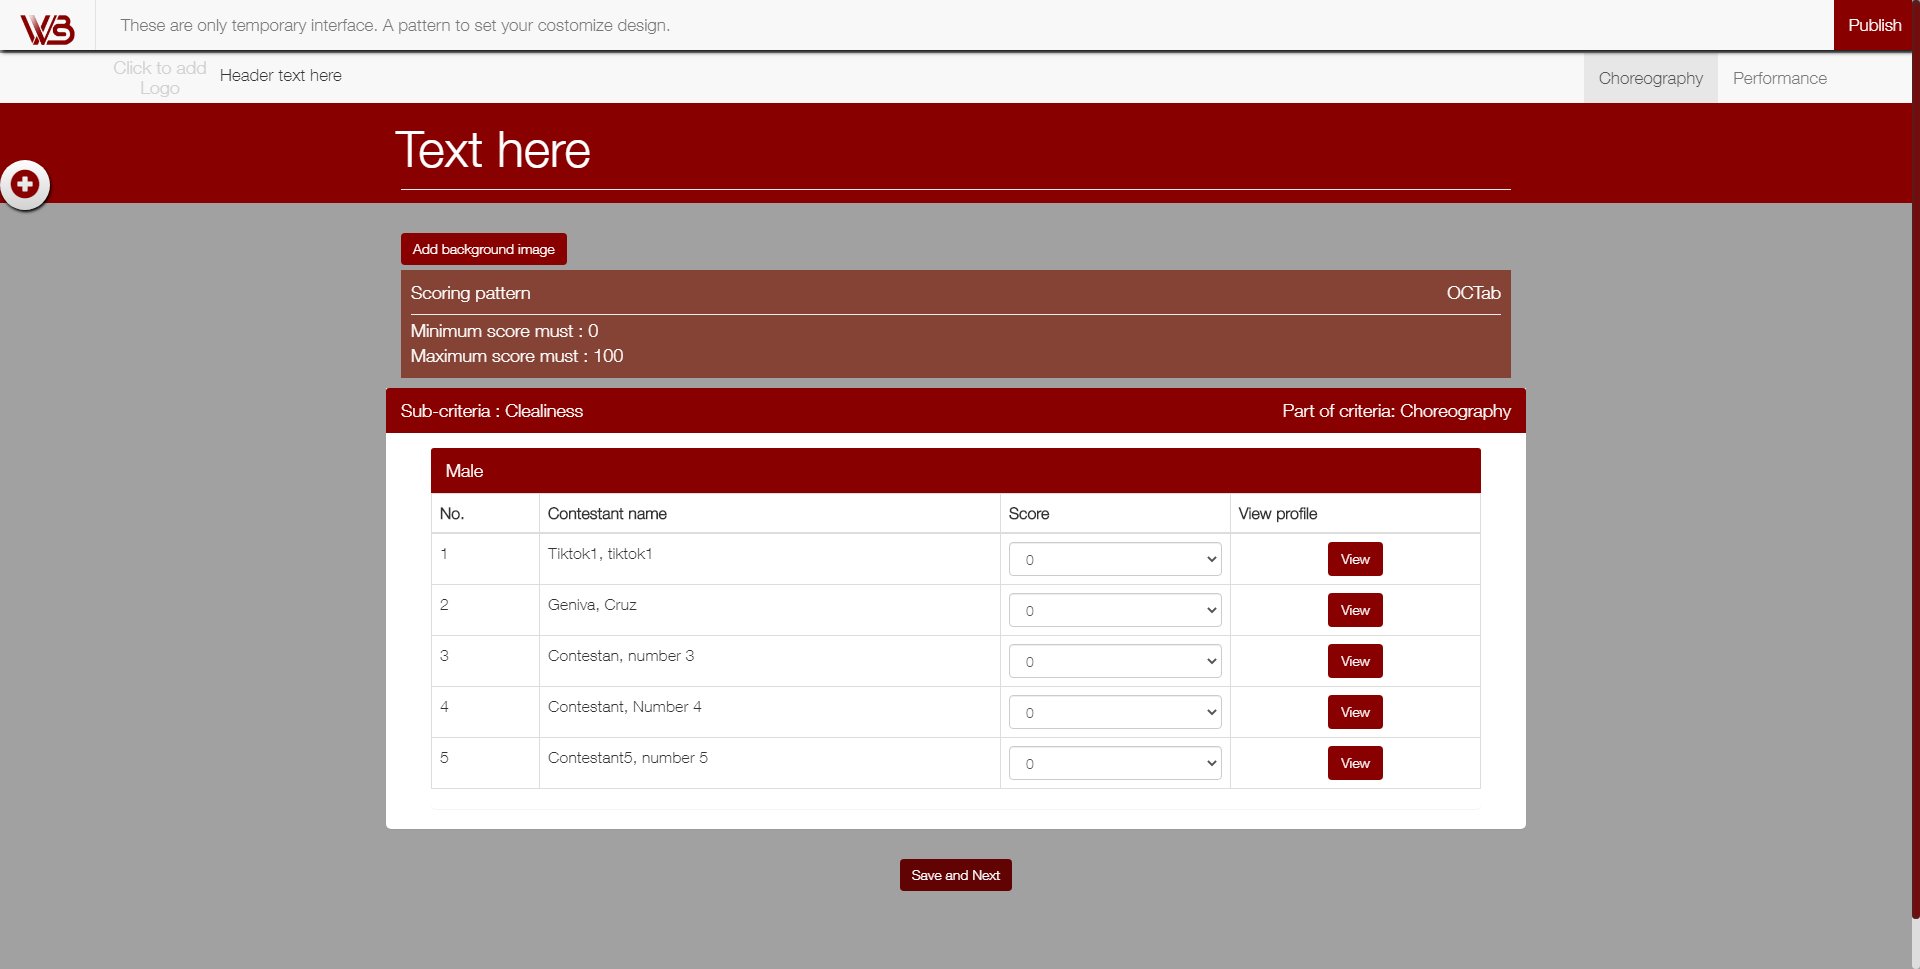 WB
These are only temporary interface. A pattern to set your costomize design.
Publish
Click to add
Logo
Header text here
Choreography
Performance
Text here
Add background image
Scoring pattern
OCTab
Minimum score must : 0
Maximum score must : 100
Sub-criteria : Clealiness
Part of criteria: Choreography
Male
No. Contestant name Score View profile
1 Tiktok1, tiktok1 0 View
2 Geniva, Cruz 0 View
3 Contestan, number 3 0 View
4 Contestant, Number 4 0 View
5 Contestant5, number 5 0 View
Save and Next